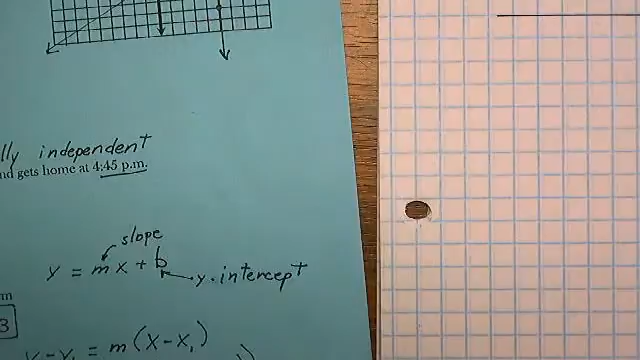 lly independent
nd gets home at 4:45 p.m.
slope
y = mx + b
y-intercept
m
3
y-y₁ = m(x-x₁)